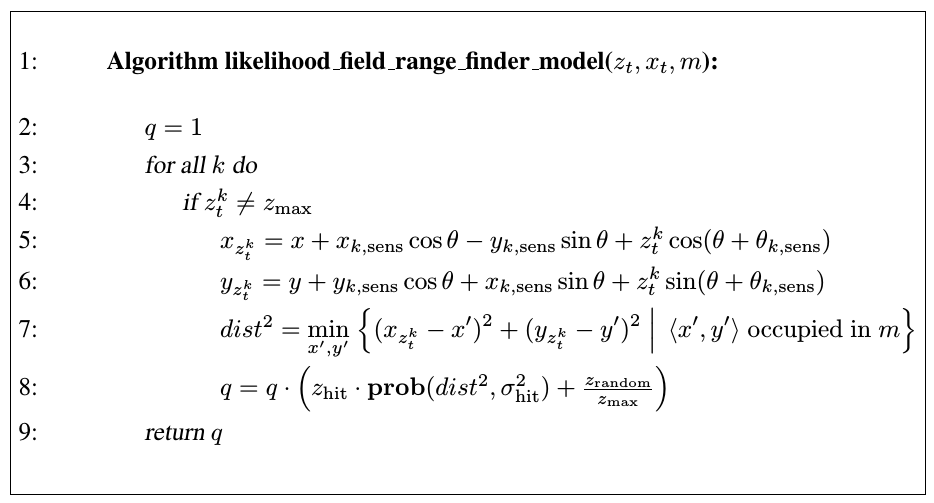 1: Algorithm likelihood_field_range_finder_model($z_t, x_t, m$):
2: $q = 1$
3: for all $k$ do
4: if $z_t^k \neq z_{\max}$
5: $x_{z_t^k} = x + x_{k,\text{sens}} \cos\theta - y_{k,\text{sens}} \sin\theta + z_t^k \cos(\theta + \theta_{k,\text{sens}})$
6: $y_{z_t^k} = y + y_{k,\text{sens}} \cos\theta + x_{k,\text{sens}} \sin\theta + z_t^k \sin(\theta + \theta_{k,\text{sens}})$
7: $dist^2 = \min_{x',y'} \left\{ (x_{z_t^k} - x')^2 + (y_{z_t^k} - y')^2 \,\middle|\, \langle x', y' \rangle \text{ occupied in } m \right\}$
8: $q = q \cdot \left( z_{\text{hit}} \cdot \textbf{prob}(dist^2, \sigma_{\text{hit}}^2) + \frac{z_{\text{random}}}{z_{\max}} \right)$
9: return $q$